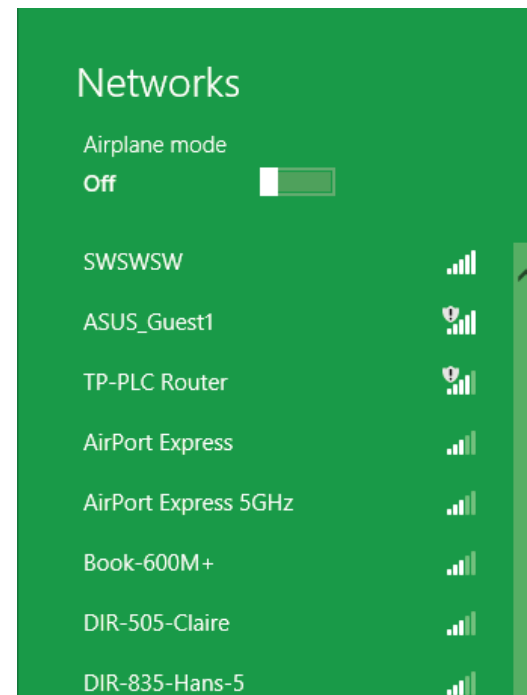 Networks
Airplane mode
Off
SWSWSW
ASUS_Guest1
TP-PLC Router
AirPort Express
AirPort Express 5GHz
Book-600M+
DIR-505-Claire
DIR-835-Hans-5